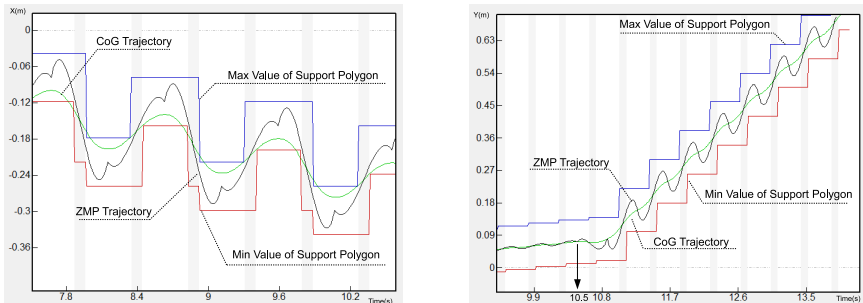 X(m)
0
-0.06
-0.12
-0.18
-0.24
-0.3
-0.36
CoG Trajectory
Max Value of Support Polygon
ZMP Trajectory
Min Value of Support Polygon
7.8 8.4 9 9.6 10.2 Time(s)
Y(m)
0.63
0.54
0.45
0.36
0.27
0.18
0.09
0
Max Value of Support Polygon
ZMP Trajectory
Min Value of Support Polygon
CoG Trajectory
9.9 10.5 10.8 11.7 12.6 13.5 Time(s)